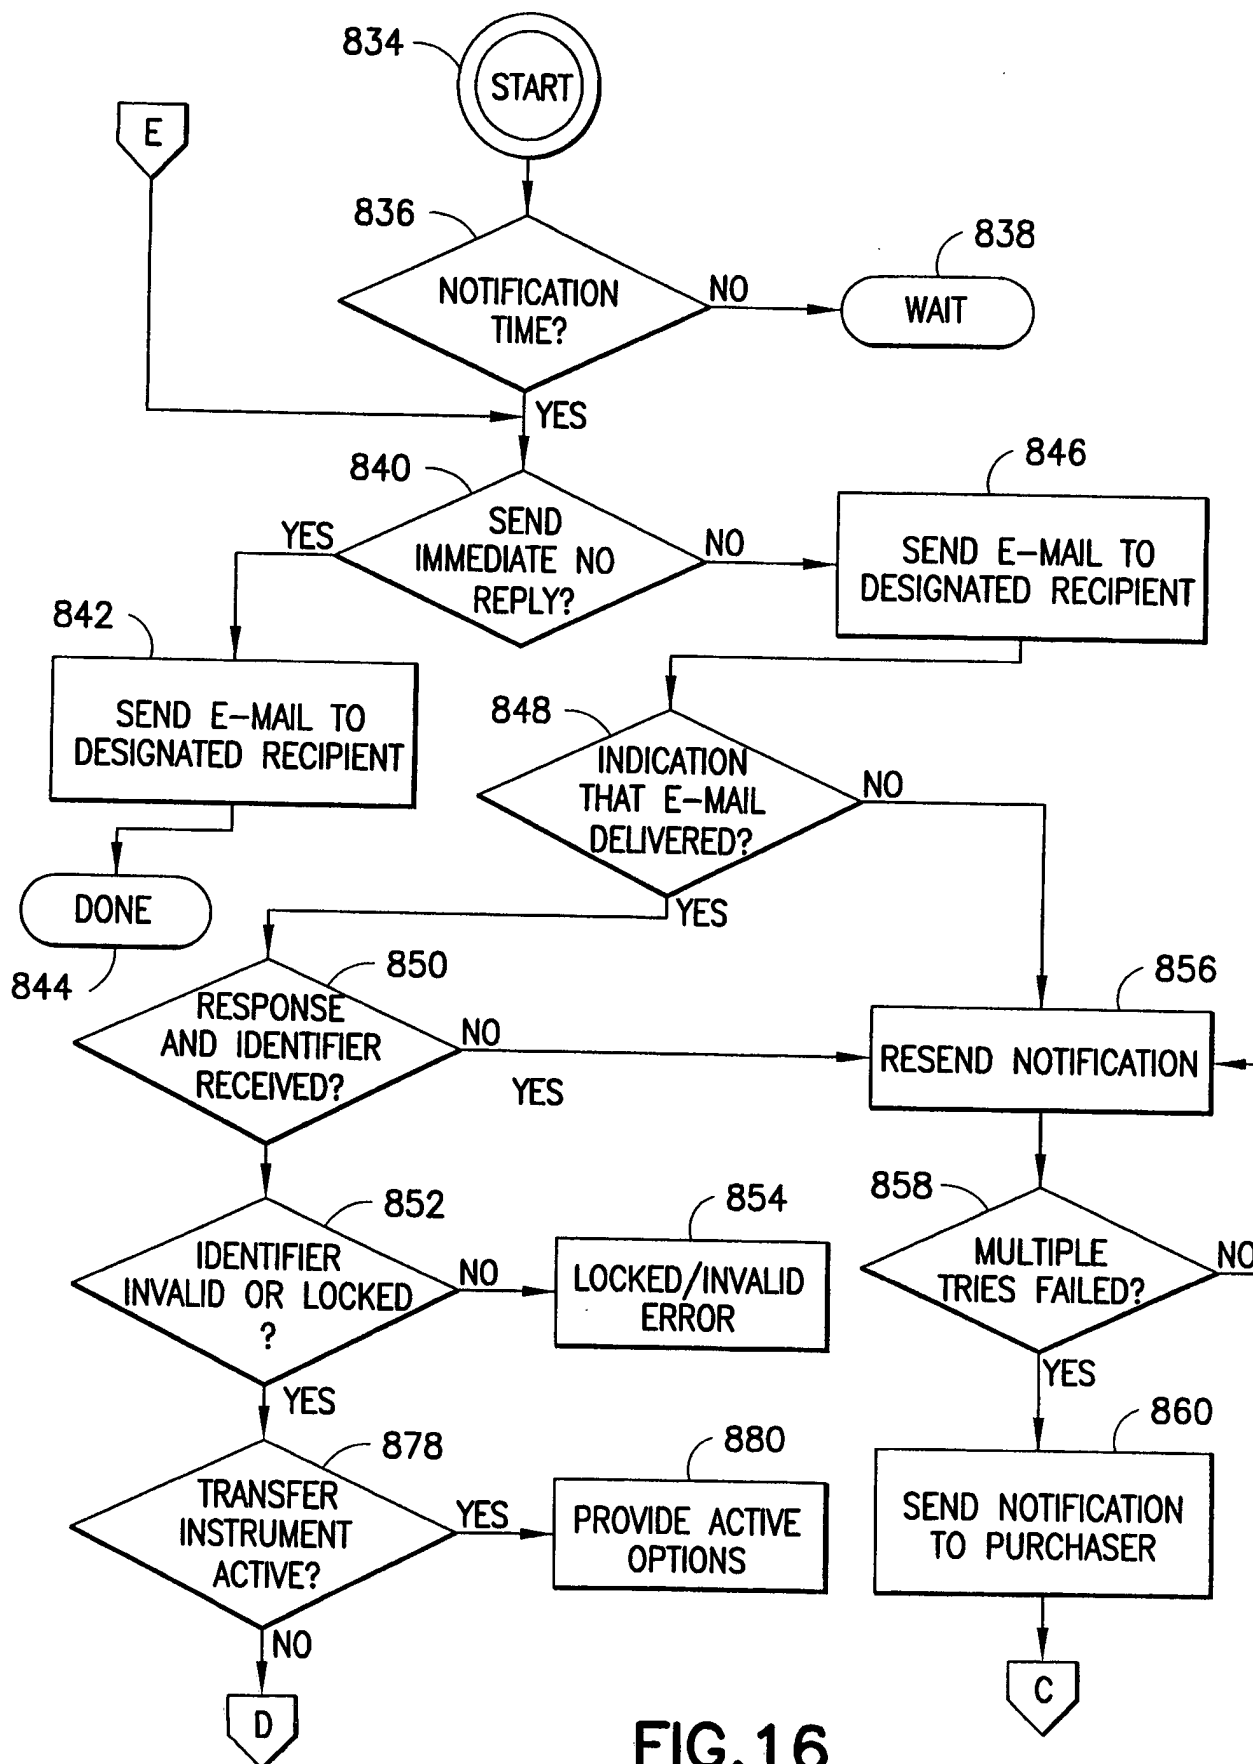 834
START
E
836
838
NOTIFICATION
TIME?
NO
WAIT
YES
840
846
YES
SEND
IMMEDIATE NO
REPLY?
NO
SEND E-MAIL TO
DESIGNATED RECIPIENT
842
SEND E-MAIL TO
DESIGNATED RECIPIENT
848
INDICATION
THAT E-MAIL
DELIVERED?
NO
DONE
YES
844
850
856
RESPONSE
AND IDENTIFIER
RECEIVED?
NO
YES
RESEND NOTIFICATION
852
854
858
IDENTIFIER
INVALID OR LOCKED
?
NO
LOCKED/INVALID
ERROR
MULTIPLE
TRIES FAILED?
NO
YES
YES
878
880
860
TRANSFER
INSTRUMENT
ACTIVE?
YES
PROVIDE ACTIVE
OPTIONS
SEND NOTIFICATION
TO PURCHASER
NO
D
C
FIG.16